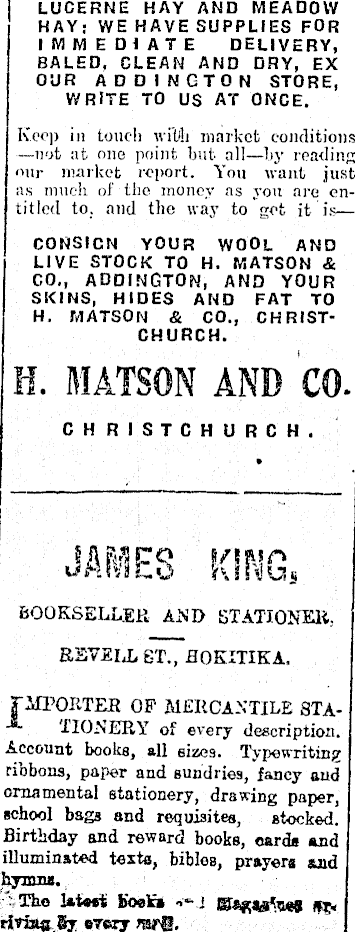 LUCERNE HAY AND MEADOW
HAY: WE HAVE SUPPLIES FOR
IMMEDIATE DELIVERY,
BALED, CLEAN AND DRY, EX
OUR ADDINGTON STORE,
WRITE TO US AT ONCE.
Keep in touch with market conditions
—not at one point but all—by reading
our market report. You want just
as much of the money as you are en-
titled to, and the way to get it is—
CONSIGN YOUR WOOL AND
LIVE STOCK TO H. MATSON &
CO., ADDINGTON, AND YOUR
SKINS, HIDES AND FAT TO
H. MATSON & CO., CHRIST-
CHURCH.
H. MATSON AND CO.
CHRISTCHURCH.
JAMES KING,
BOOKSELLER AND STATIONER,
REVELL ST., HOKITIKA.
IMPORTER OF MERCANTILE STA-
TIONERY of every description.
Account books, all sizes. Typewriting
ribbons, paper and sundries, fancy and
ornamental stationery, drawing paper,
school bags and requisites, stocked.
Birthday and reward books, cards and
illuminated texts, bibles, prayers and
hymns.
The latest Books Magazines ar-
riving by every mail.